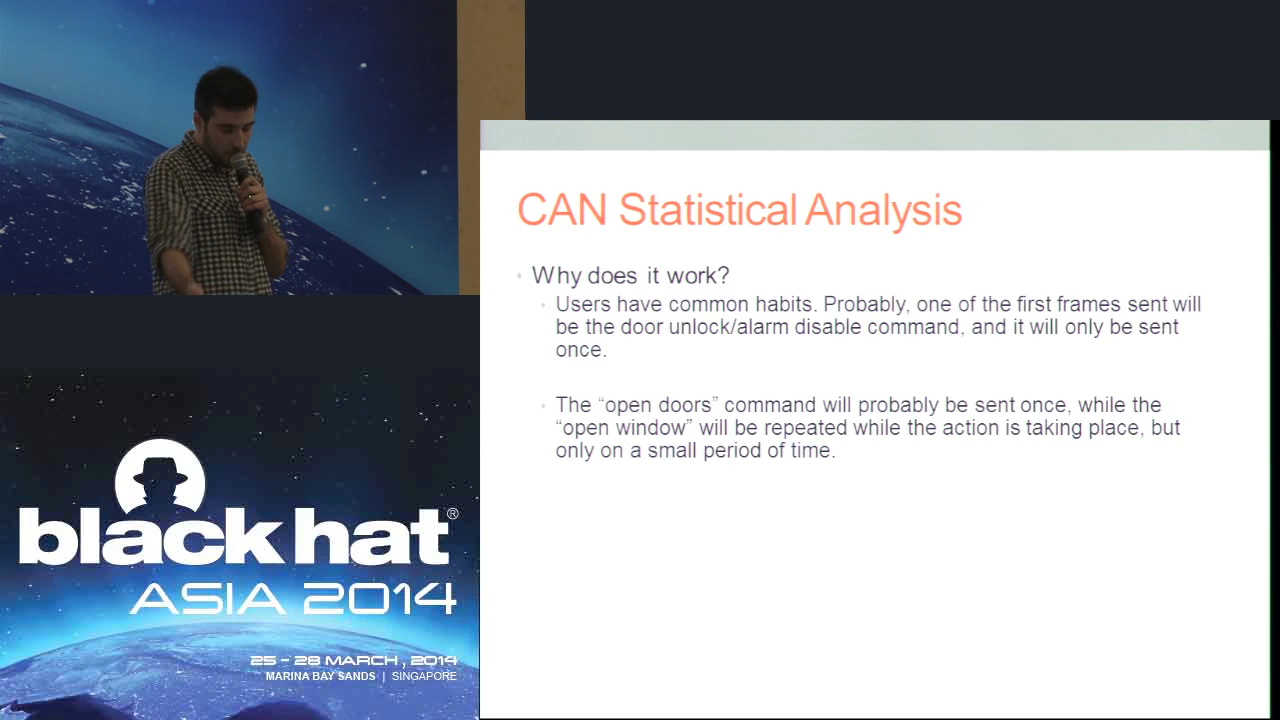 CAN Statistical Analysis
• Why does it work?
• Users have common habits. Probably, one of the first frames sent will
be the door unlock/alarm disable command, and it will only be sent
once.
• The “open doors” command will probably be sent once, while the
“open window” will be repeated while the action is taking place, but
only on a small period of time.
black hat®
ASIA 2014
25 - 28 MARCH, 2014
MARINA BAY SANDS | SINGAPORE